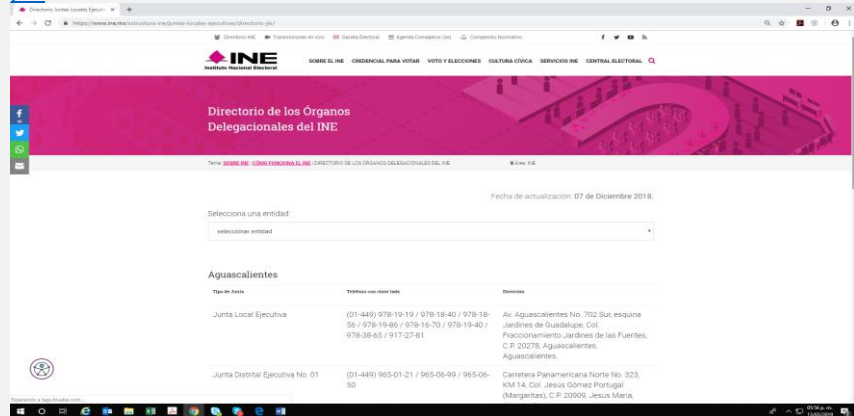 Directorio Juntas Locales Ejecuti
https://www.ine.mx/estructura-ine/juntas-locales-ejecutivas/directorio-jle/
Directorio INE Transmisiones en vivo Gaceta Electoral Agenda Consejeros (as) Compendio Normativo
INE
Instituto Nacional Electoral
SOBRE EL INE CREDENCIAL PARA VOTAR VOTO Y ELECCIONES CULTURA CÍVICA SERVICIOS INE CENTRAL ELECTORAL
Directorio de los Órganos
Delegacionales del INE
Tema: SOBRE INE CÓMO FUNCIONA EL INE DIRECTORIO DE LOS ÓRGANOS DELEGACIONALES DEL INE
Área: INE
Fecha de actualización: 07 de Diciembre 2018.
Selecciona una entidad:
seleccionar entidad
Aguascalientes
Tipo de Junta Teléfono con clave lada Dirección
Junta Local Ejecutiva
(01-449) 978-19-19 / 978-18-40 / 978-18-
56 / 978-19-86 / 978-16-70 / 978-19-40 /
978-38-65 / 917-27-81
Av. Aguascalientes No. 702 Sur, esquina
Jardines de Guadalupe, Col.
Fraccionamiento Jardines de las Fuentes,
C.P. 20278, Aguascalientes,
Aguascalientes.
Junta Distrital Ejecutiva No. 01
(01-449) 965-01-21 / 965-06-99 / 965-06-
50
Carretera Panamericana Norte No. 323,
KM 14, Col. Jesús Gómez Portugal
(Margaritas), C.P. 20909, Jesús María,
05:56 p. m.